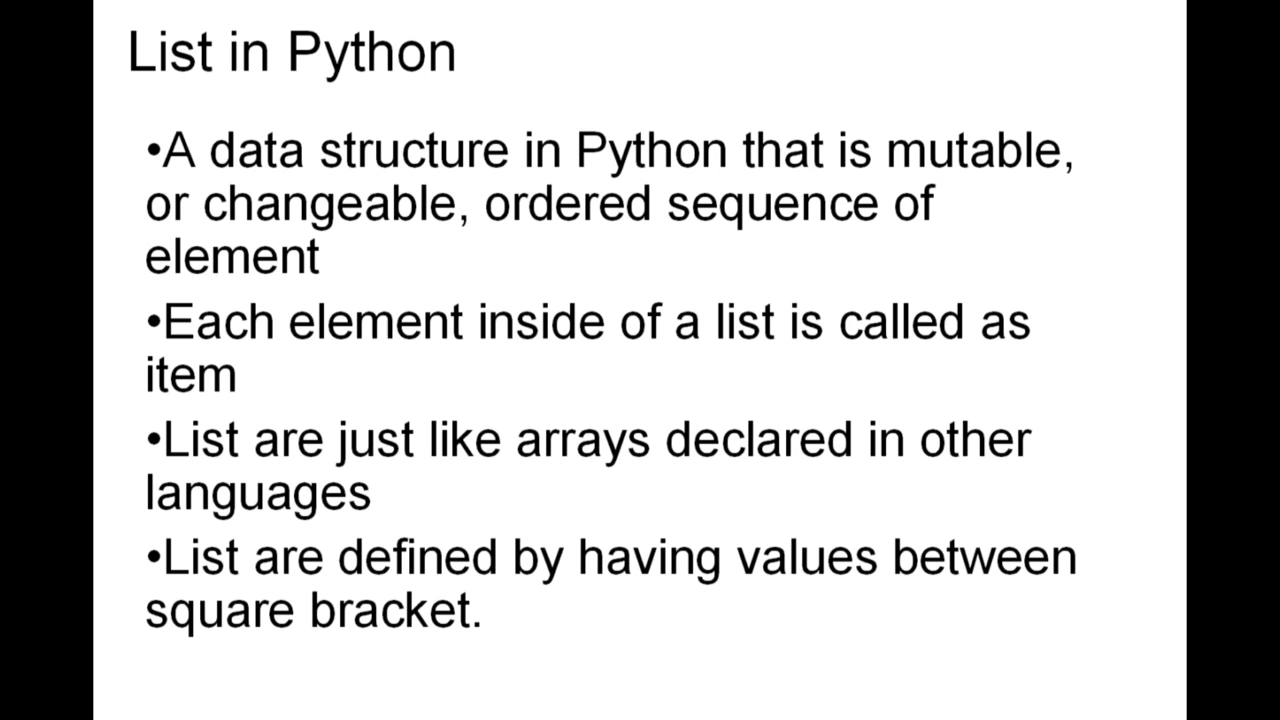 List in Python
•A data structure in Python that is mutable,
or changeable, ordered sequence of
element
•Each element inside of a list is called as
item
•List are just like arrays declared in other
languages
•List are defined by having values between
square bracket.